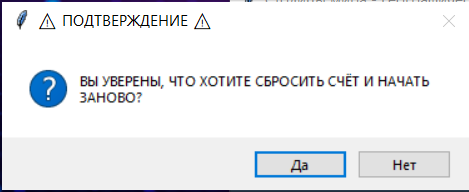 ⚠ ПОДТВЕРЖДЕНИЕ ⚠
ВЫ УВЕРЕНЫ, ЧТО ХОТИТЕ СБРОСИТЬ СЧЁТ И НАЧАТЬ
ЗАНОВО?
Да Нет